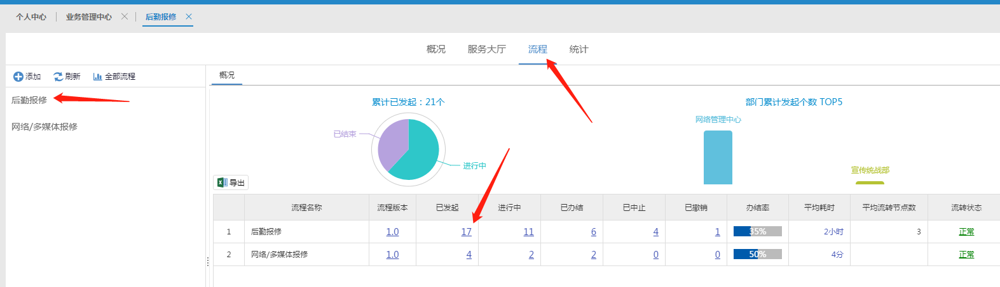 个人中心 业务管理中心 后勤报修
概况 服务大厅 流程 统计
添加 刷新 全部流程
概况
后勤报修
网络/多媒体报修
累计已发起：21个
已结束
进行中
部门累计发起个数 TOP5
网络管理中心
宣传统战部
导出
流程名称 流程版本 已发起 进行中 已办结 已中止 已撤销 办结率 平均耗时 平均流转节点数 流转状态
1 后勤报修 1.0 17 11 6 4 1 35% 2小时 3 正常
2 网络/多媒体报修 1.0 4 2 2 0 0 50% 4分 正常